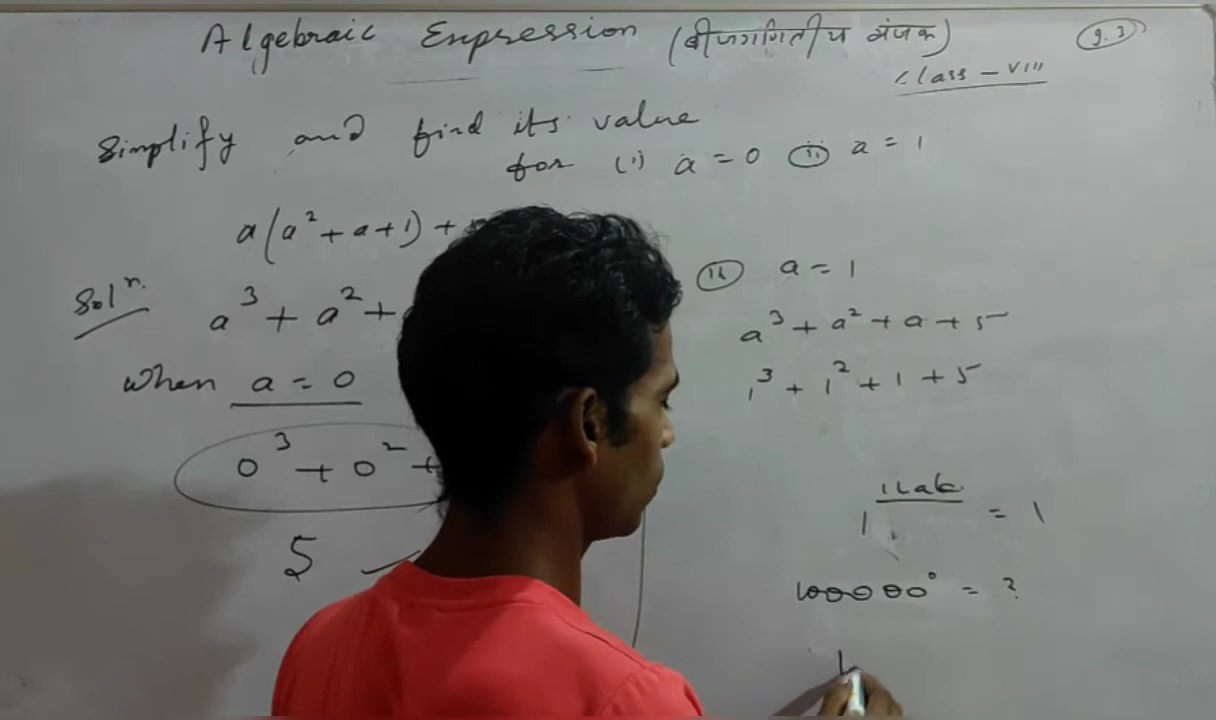 Algebraic Expression (बीजगणितीय व्यंजक)
9.3
Class - VIII
Simplify and find its value
for (i) a = 0 (ii) a = 1
a(a² + a + 1) +
Solⁿ.
a³ + a² +
When a = 0
0³ + 0² +
5
(ii) a = 1
a³ + a² + a + 5
1³ + 1² + 1 + 5
1^1Lak = 1
100000⁰ = ?
1